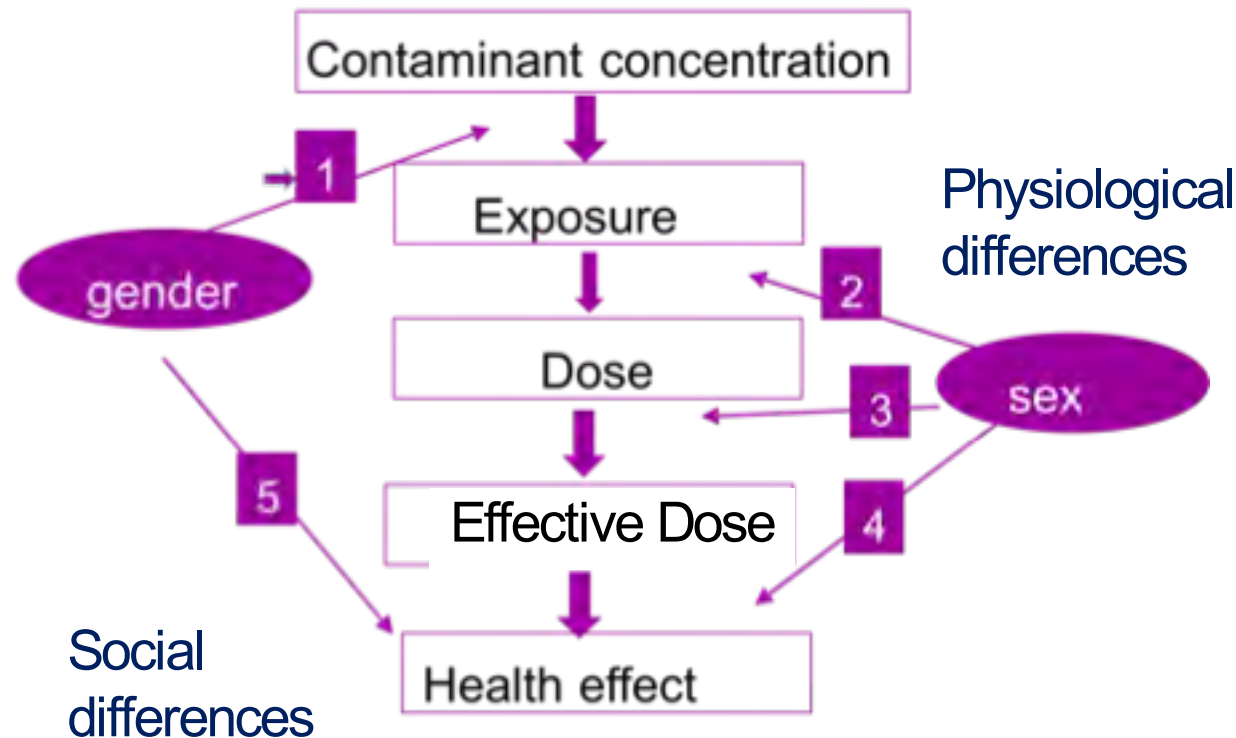 Contaminant concentration
1
Exposure
Physiological
differences
gender
2
Dose
sex
3
5
Effective Dose
4
Social
differences
Health effect